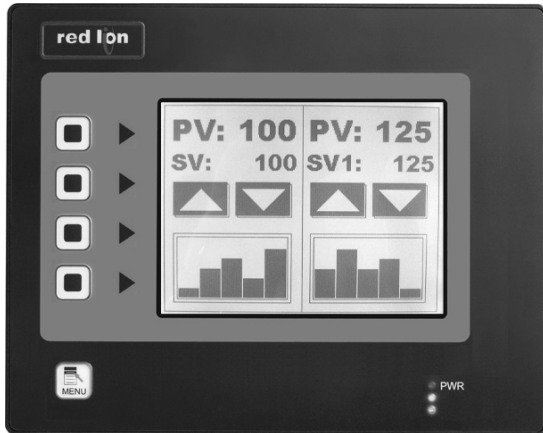 red lion
PV: 100 PV: 125
SV: 100 SV1: 125
MENU
PWR